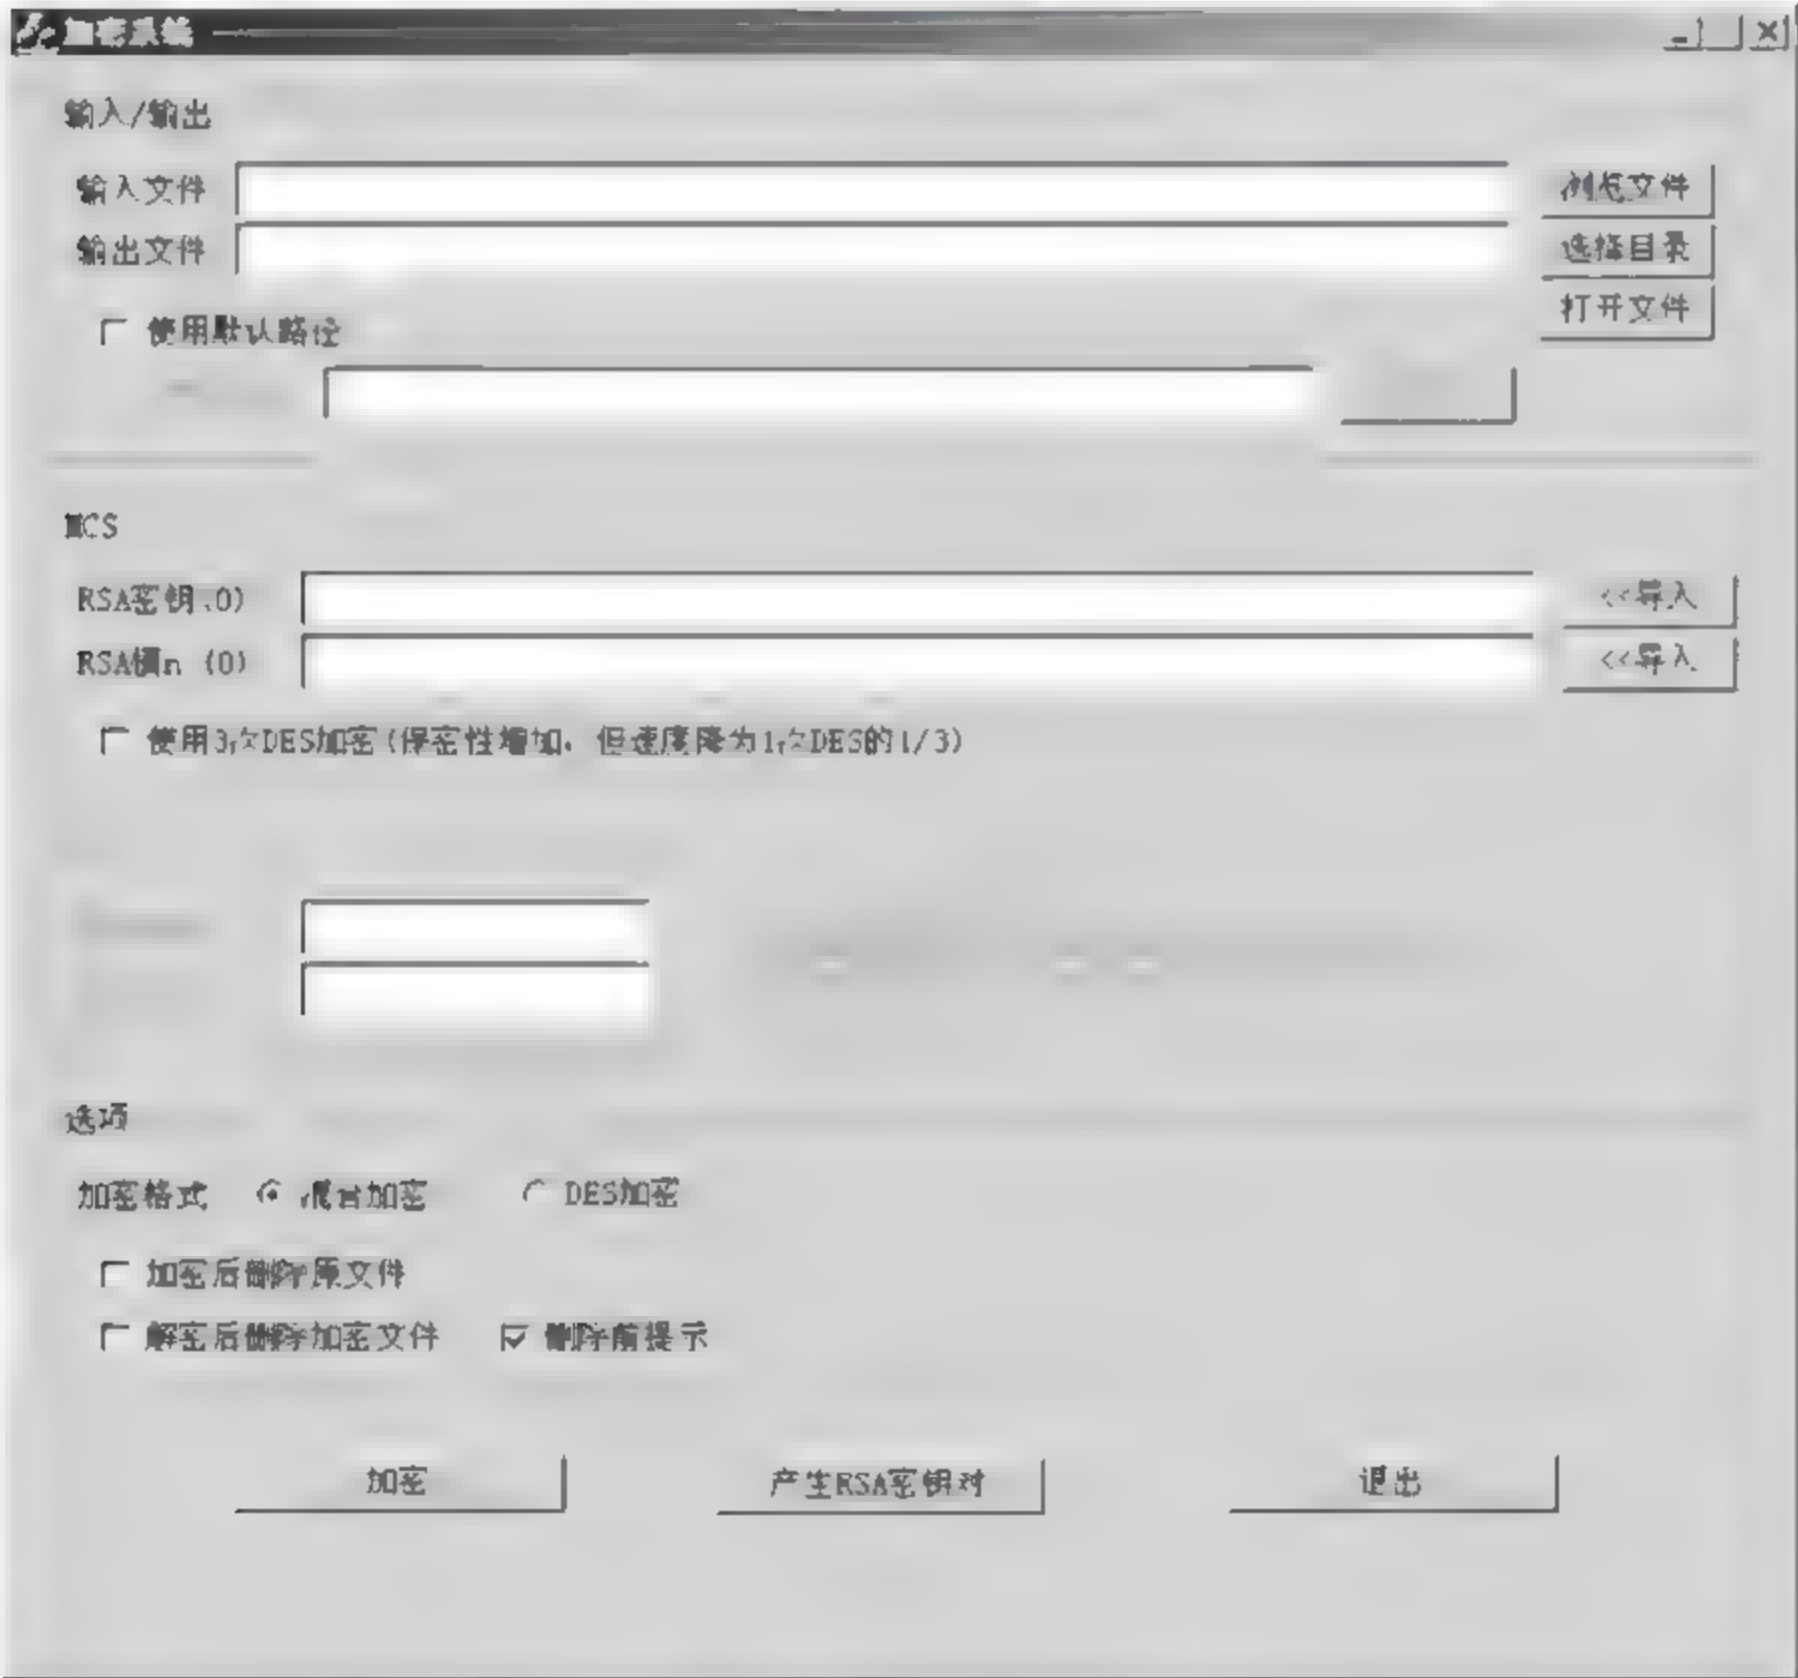 加密系统
输入/输出
输入文件 浏览文件
输出文件 选择目录
打开文件
使用默认路径
MCS
RSA密钥(0) <<导入
RSA模n (0) <<导入
使用3次DES加密(保密性增加，但速度降为1次DES的1/3)
选项
加密格式 混合加密 DES加密
加密后删除原文件
解密后删除加密文件 删除前提示
加密 产生RSA密钥对 退出